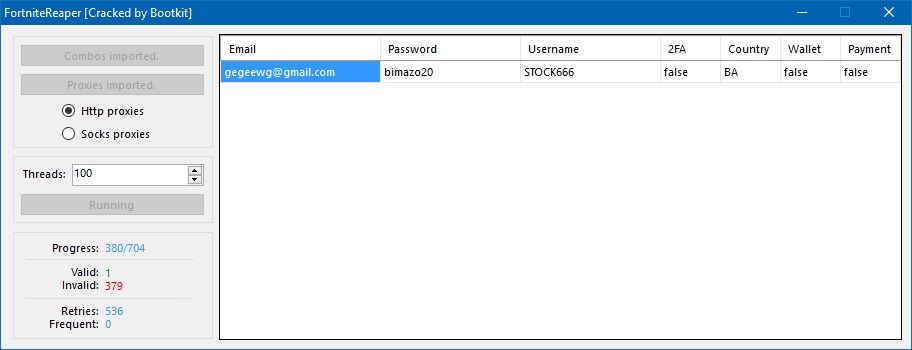 FortniteReaper [Cracked by Bootkit]
Combos imported.
Proxies imported.
Http proxies
Socks proxies
Threads: 100
Running
Progress: 380/704
Valid: 1
Invalid: 379
Retries: 536
Frequent: 0
Email Password Username 2FA Country Wallet Payment
gegeewg@gmail.com bimazo20 STOCK666 false BA false false